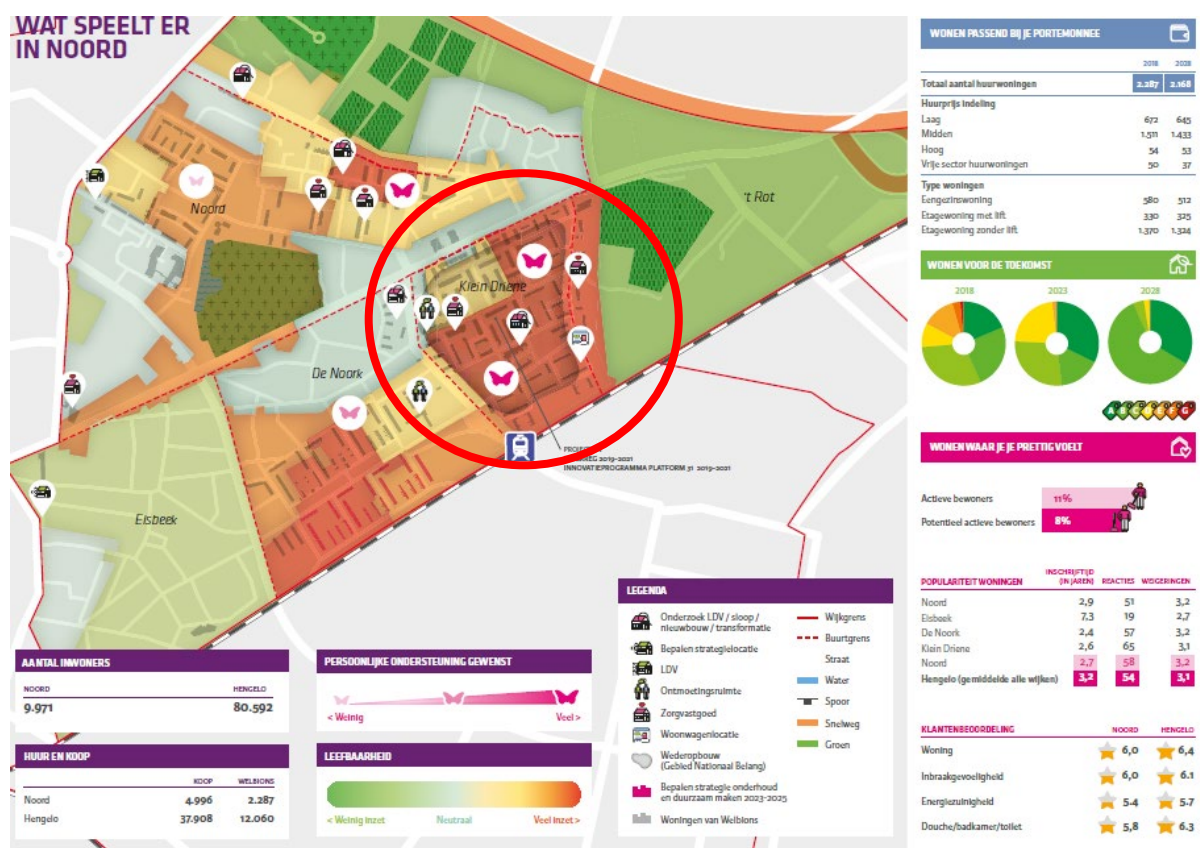 WAT SPEELT ER
IN NOORD
Noord
't Rot
Klein Driene
De Noork
Elsbeek
INNOVATIEPROGRAMMA PLATFORM 31 2019-2021
AANTAL INWONERS
NOORD HENGELO
9.971 80.592
HUUR EN KOOP
KOOP WELBIONS
Noord 4.996 2.287
Hengelo 37.908 12.060
PERSOONLIJKE ONDERSTEUNING GEWENST
< Weinig Veel >
LEEFBAARHEID
< Weinig inzet Neutraal Veel inzet >
LEGENDA
Onderzoek LDV / sloop /
nieuwbouw / transformatie
Bepalen strategielocatie
LDV
Ontmoetingsruimte
Zorgvastgoed
Woonwagenlocatie
Wederopbouw
(Gebied Nationaal Belang)
Bepalen strategie onderhoud
en duurzaam maken 2023-2025
Woningen van Welbions
Wijkgrens
Buurtgrens
Straat
Water
Spoor
Snelweg
Groen
WONEN PASSEND BIJ JE PORTEMONNEE
2018 2028
Totaal aantal huurwoningen 2.287 2.168
Huurprijs indeling
Laag 672 645
Midden 1.511 1.433
Hoog 54 53
Vrije sector huurwoningen 50 37
Type woningen
Eengezinswoning 580 512
Etagewoning met lift 330 325
Etagewoning zonder lift 1.370 1.324
WONEN VOOR DE TOEKOMST
2018 2023 2028
A B C D E F G
WONEN WAAR JE JE PRETTIG VOELT
Actieve bewoners 11%
Potentieel actieve bewoners 8%
POPULARITEIT WONINGEN INSCHRIJFTIJD (IN JAREN) REACTIES WEIGERINGEN
Noord 2,9 51 3,2
Elsbeek 7,3 19 2,7
De Noork 2,4 57 3,2
Klein Driene 2,6 65 3,1
Noord 2,7 58 3,2
Hengelo (gemiddelde alle wijken) 3,2 54 3,1
KLANTENBEOORDELING NOORD HENGELO
Woning 6,0 6,4
Inbraakgevoeligheid 6,0 6.1
Energiezuinigheid 5.4 5.7
Douche/badkamer/toilet 5,8 6.3